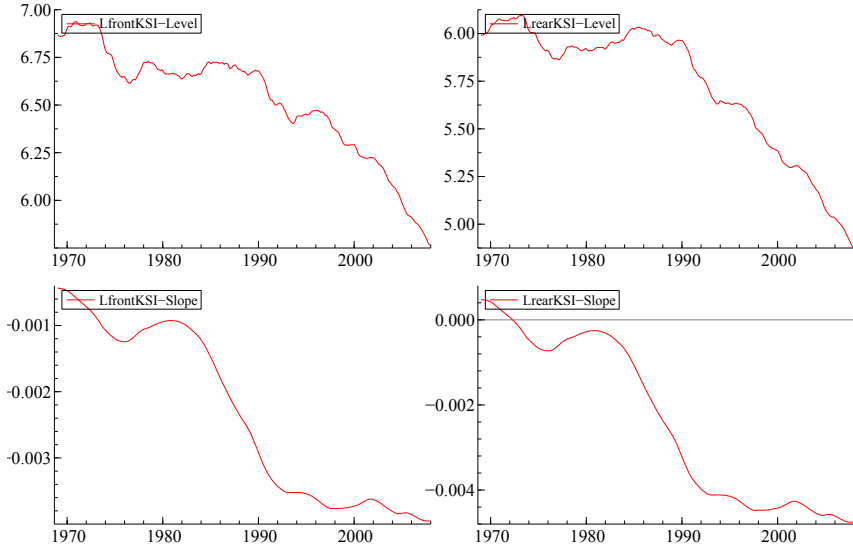 7.00
LfrontKSI−Level
6.75
6.50
6.25
6.00
1970 1980 1990 2000
LrearKSI−Level
6.00
5.75
5.50
5.25
5.00
1970 1980 1990 2000
LfrontKSI−Slope
-0.001
-0.002
-0.003
1970 1980 1990 2000
LrearKSI−Slope
0.000
−0.002
−0.004
1970 1980 1990 2000